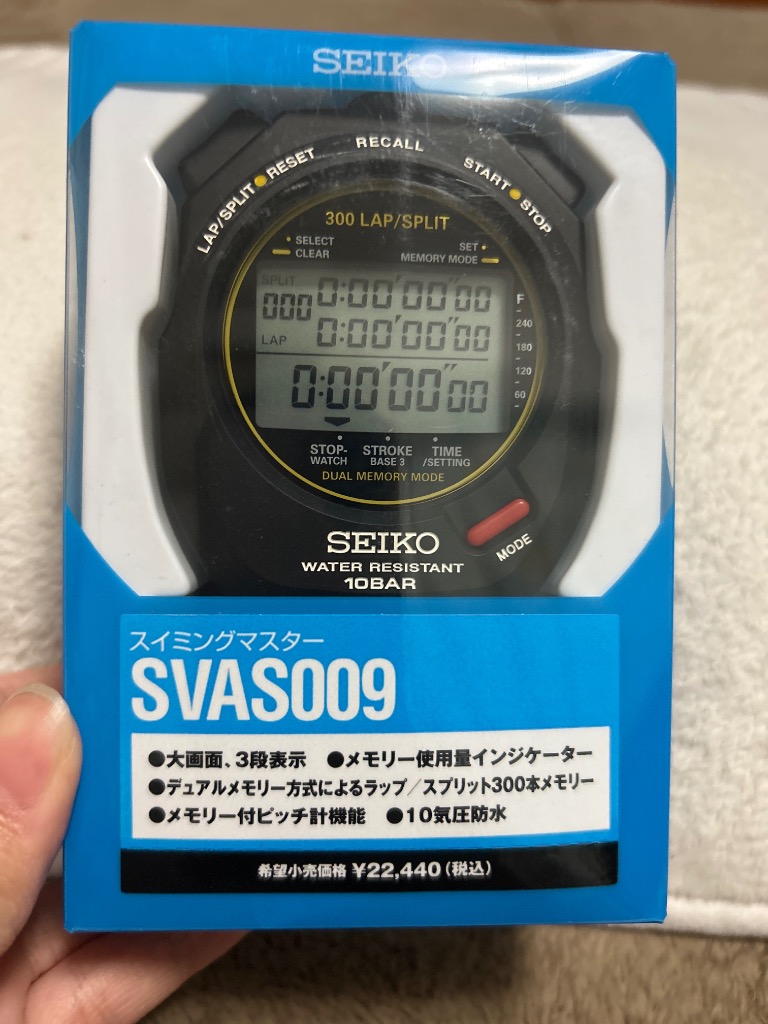 SEIKO
RECALL
LAP/SPLIT ● RESET
START ● STOP
300 LAP/SPLIT
• SELECT
CLEAR
SET •
MEMORY MODE
SPLIT
000 0:00'00"00
0:00'00"00
LAP
0:00'00"00
F
240
180
120
60
STOP-WATCH
STROKE BASE 3
TIME /SETTING
DUAL MEMORY MODE
MODE
SEIKO
WATER RESISTANT
10BAR
スイミングマスター
SVAS009
●大画面、3段表示 ●メモリー使用量インジケーター
●デュアルメモリー方式によるラップ/スプリット300本メモリー
●メモリー付ピッチ計機能 ●10気圧防水
希望小売価格 ¥22,440(税込)